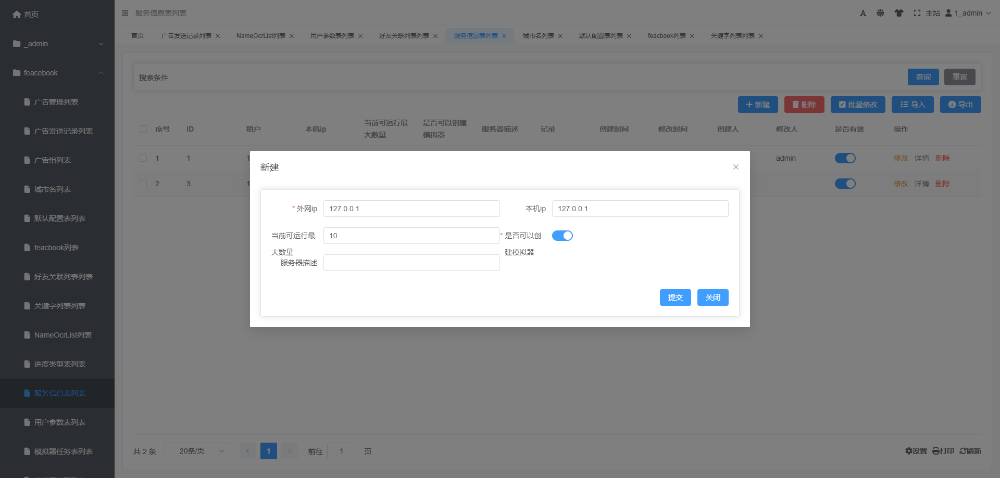 首页
_admin
feacebook
广告管理列表
广告发送记录列表
广告组列表
城市名列表
默认配置表列表
feacbook列表
好友关联列表列表
关键字列表列表
NameOcrList列表
进度类型表列表
服务信息表列表
用户参数表列表
模拟器任务表列表
服务信息表列表
主站 1_admin
首页 广告发送记录列表 NameOcrList列表 用户参数表列表 好友关联列表列表 服务信息表列表 城市名列表 默认配置表列表 feacbook列表 关键字列表列表
搜索条件 查询 重置
新建 删除 批量修改 导入 导出
序号 ID 租户 本机ip 当前可运行最大数量 是否可以创建模拟器 服务器描述 记录 创建时间 修改时间 创建人 修改人 是否有效 操作
1 1 1 admin 修改 详情 删除
2 3 1 修改 详情 删除
新建
* 外网ip 127.0.0.1 本机ip 127.0.0.1
当前可运行最大数量 10 * 是否可以创建模拟器
服务器描述
提交 关闭
共 2 条 20条/页 1 前往 1 页
设置 打印 刷新